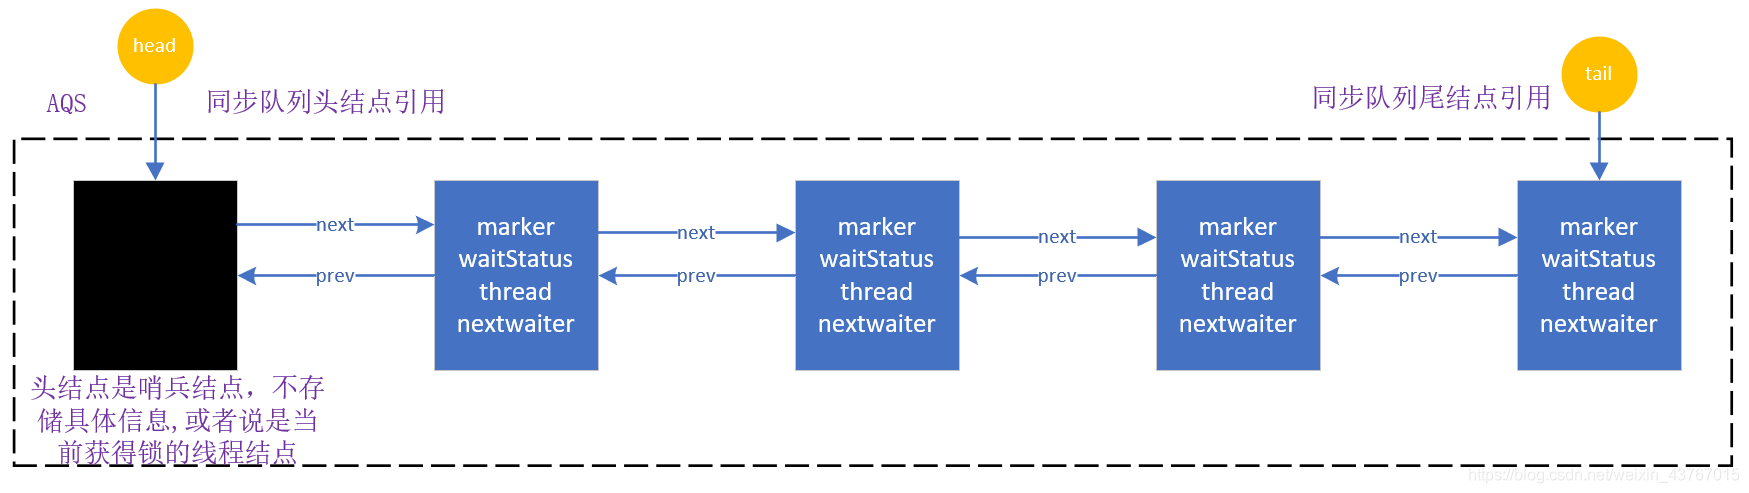 head
tail
AQS
同步队列头结点引用
同步队列尾结点引用
next
prev
marker
waitStatus
thread
nextwaiter
next
prev
marker
waitStatus
thread
nextwaiter
next
prev
marker
waitStatus
thread
nextwaiter
next
prev
marker
waitStatus
thread
nextwaiter
头结点是哨兵结点，不存
储具体信息,或者说是当
前获得锁的线程结点
https://blog.csdn.net/weixin_43767015